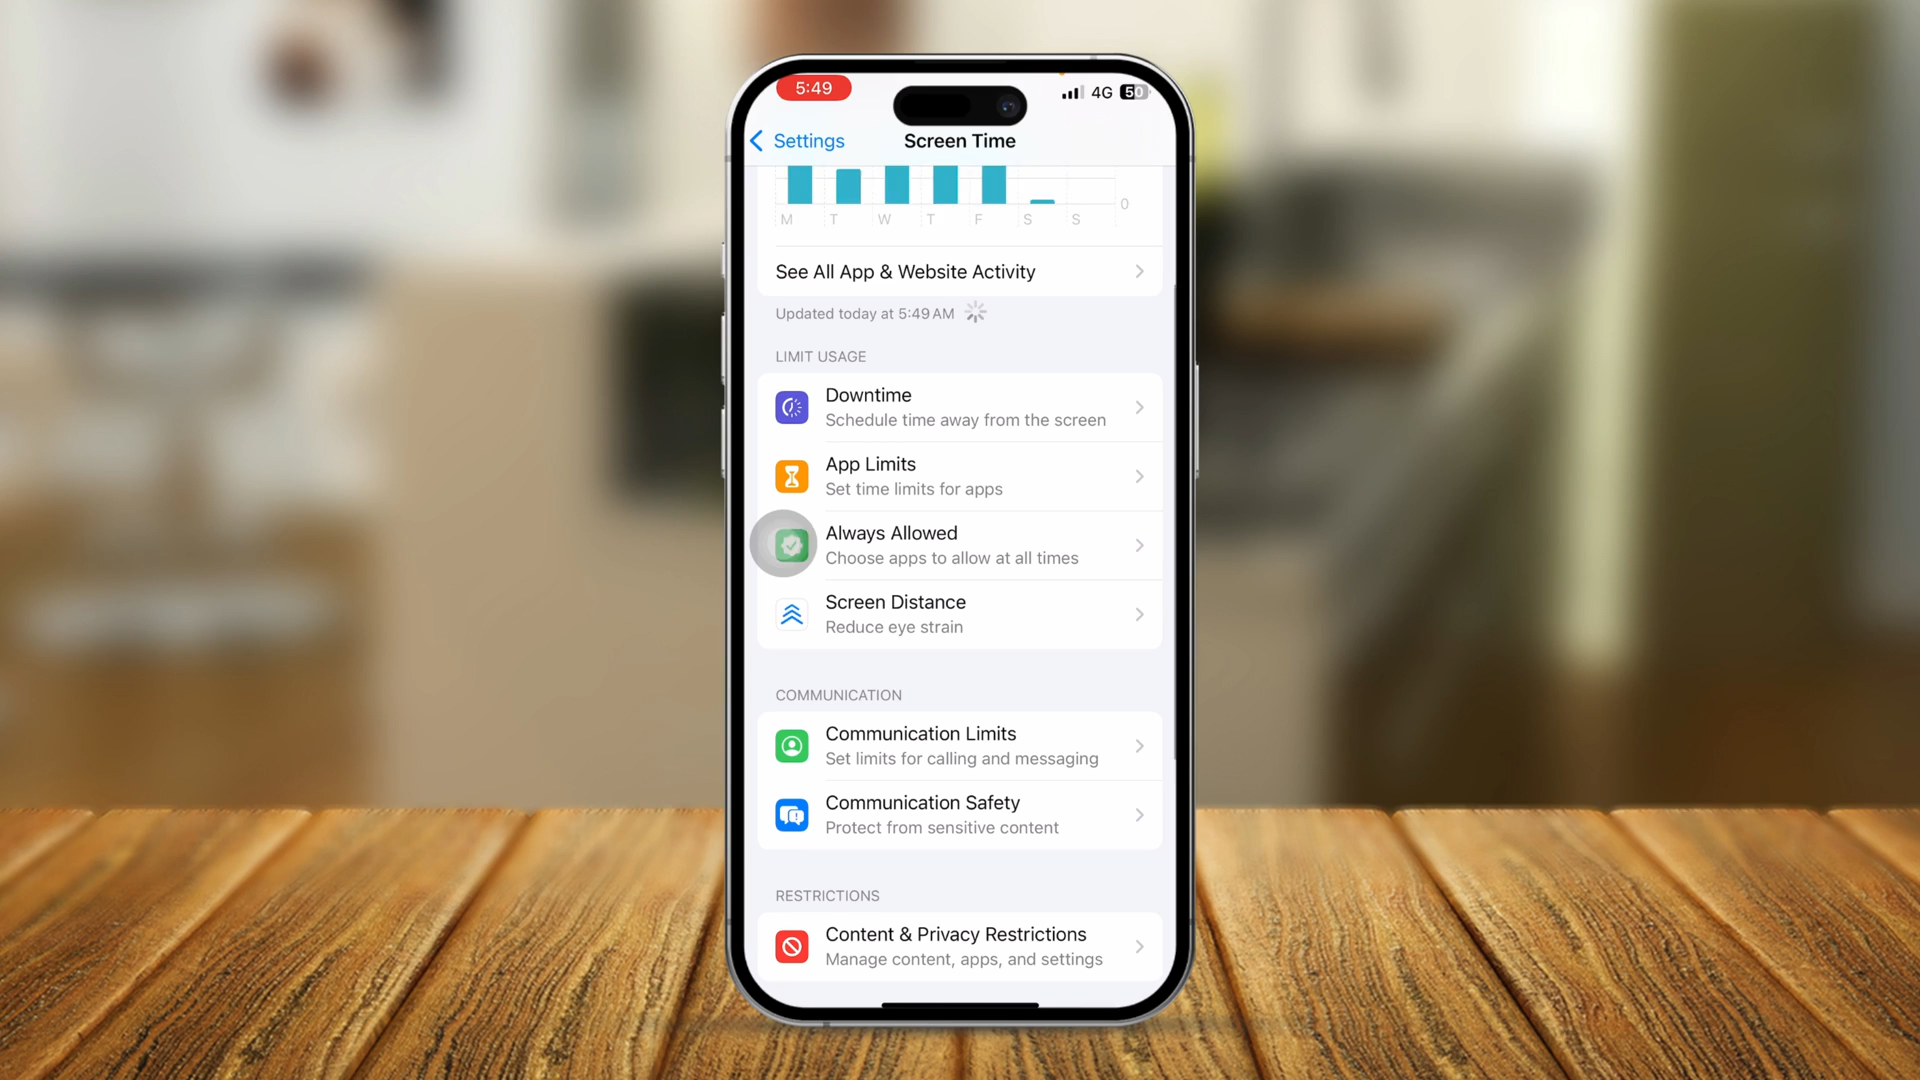 5:49
4G 50
Settings
Screen Time
0
M T W T F S S
See All App & Website Activity
Updated today at 5:49 AM
LIMIT USAGE
Downtime
Schedule time away from the screen
App Limits
Set time limits for apps
Always Allowed
Choose apps to allow at all times
Screen Distance
Reduce eye strain
COMMUNICATION
Communication Limits
Set limits for calling and messaging
Communication Safety
Protect from sensitive content
RESTRICTIONS
Content & Privacy Restrictions
Manage content, apps, and settings